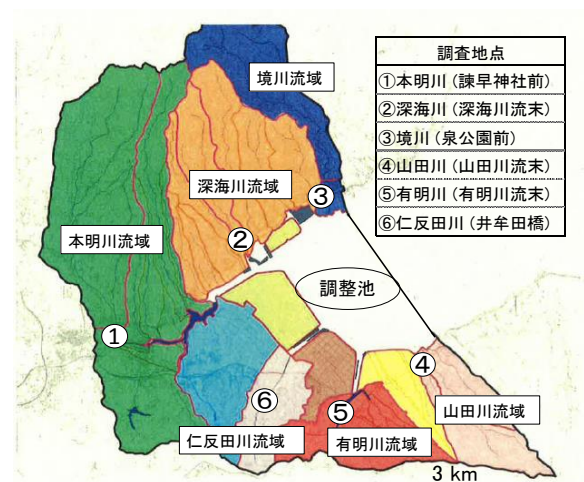 調査地点
①本明川(諫早神社前)
②深海川(深海川流末)
③境川(泉公園前)
④山田川(山田川流末)
⑤有明川(有明川流末)
⑥仁反田川(井牟田橋)
境川流域
深海川流域
③
②
本明川流域
調整池
①
④
⑥
⑤
山田川流域
仁反田川流域
有明川流域
3 km